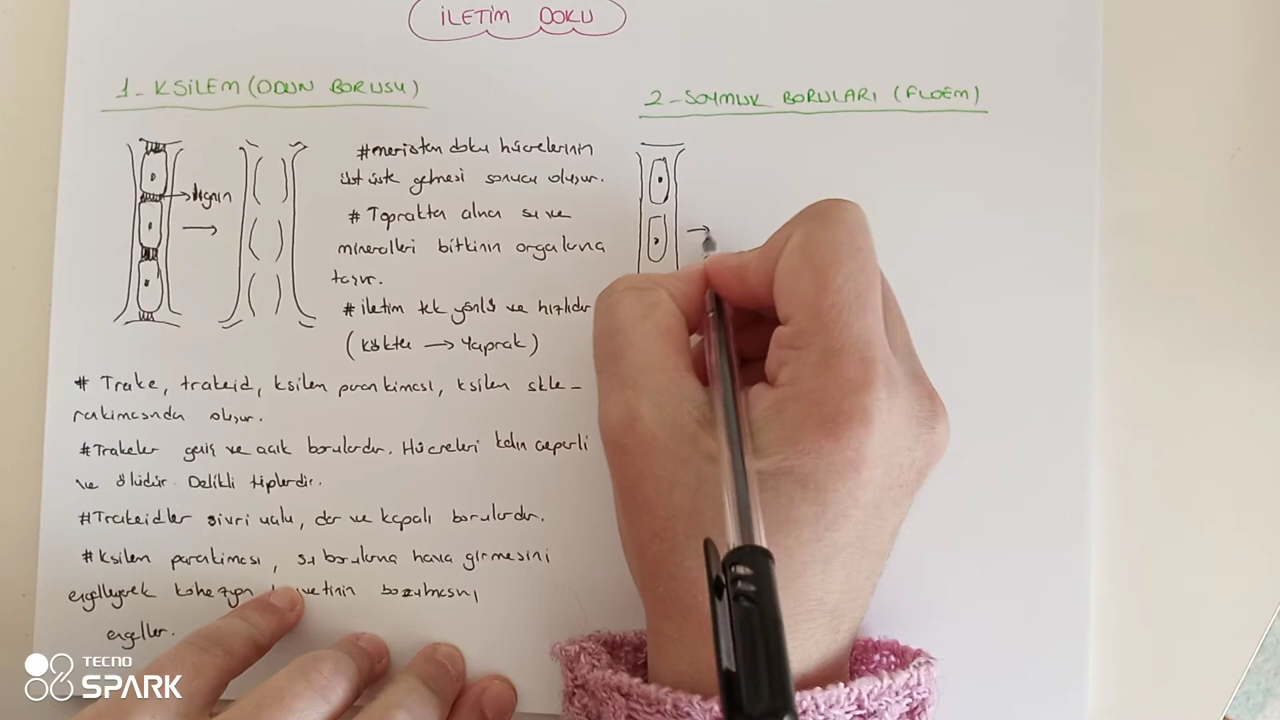 İLETİM DOKU
1- KSİLEM (ODUN BORUSU)
lignin
#meristem doku hücrelerinin
üst üste gelmesi sonucu oluşur.
# Topraktan alınan su ve
mineralleri bitkinin organlarına
taşır.
# İletim tek yönlü ve hızlıdır
(Kökten → Yaprak)
# Trake, trakeid, ksilem parankiması, ksilem skle-
rankimasından oluşur.
#Trakeler geniş ve açık borulardır. Hücreleri kalın çeperli
ve ölüdür. Delikli tiplerdir.
#Trakeidler sivri uçlu, dar ve kapalı borulardır.
#Ksilem parankiması, su borularına hava girmesini
engelleyerek kohezyon bozulmasını
engeller.
2-SOYMUK BORULARI (FLOEM)
TECNO
SPARK